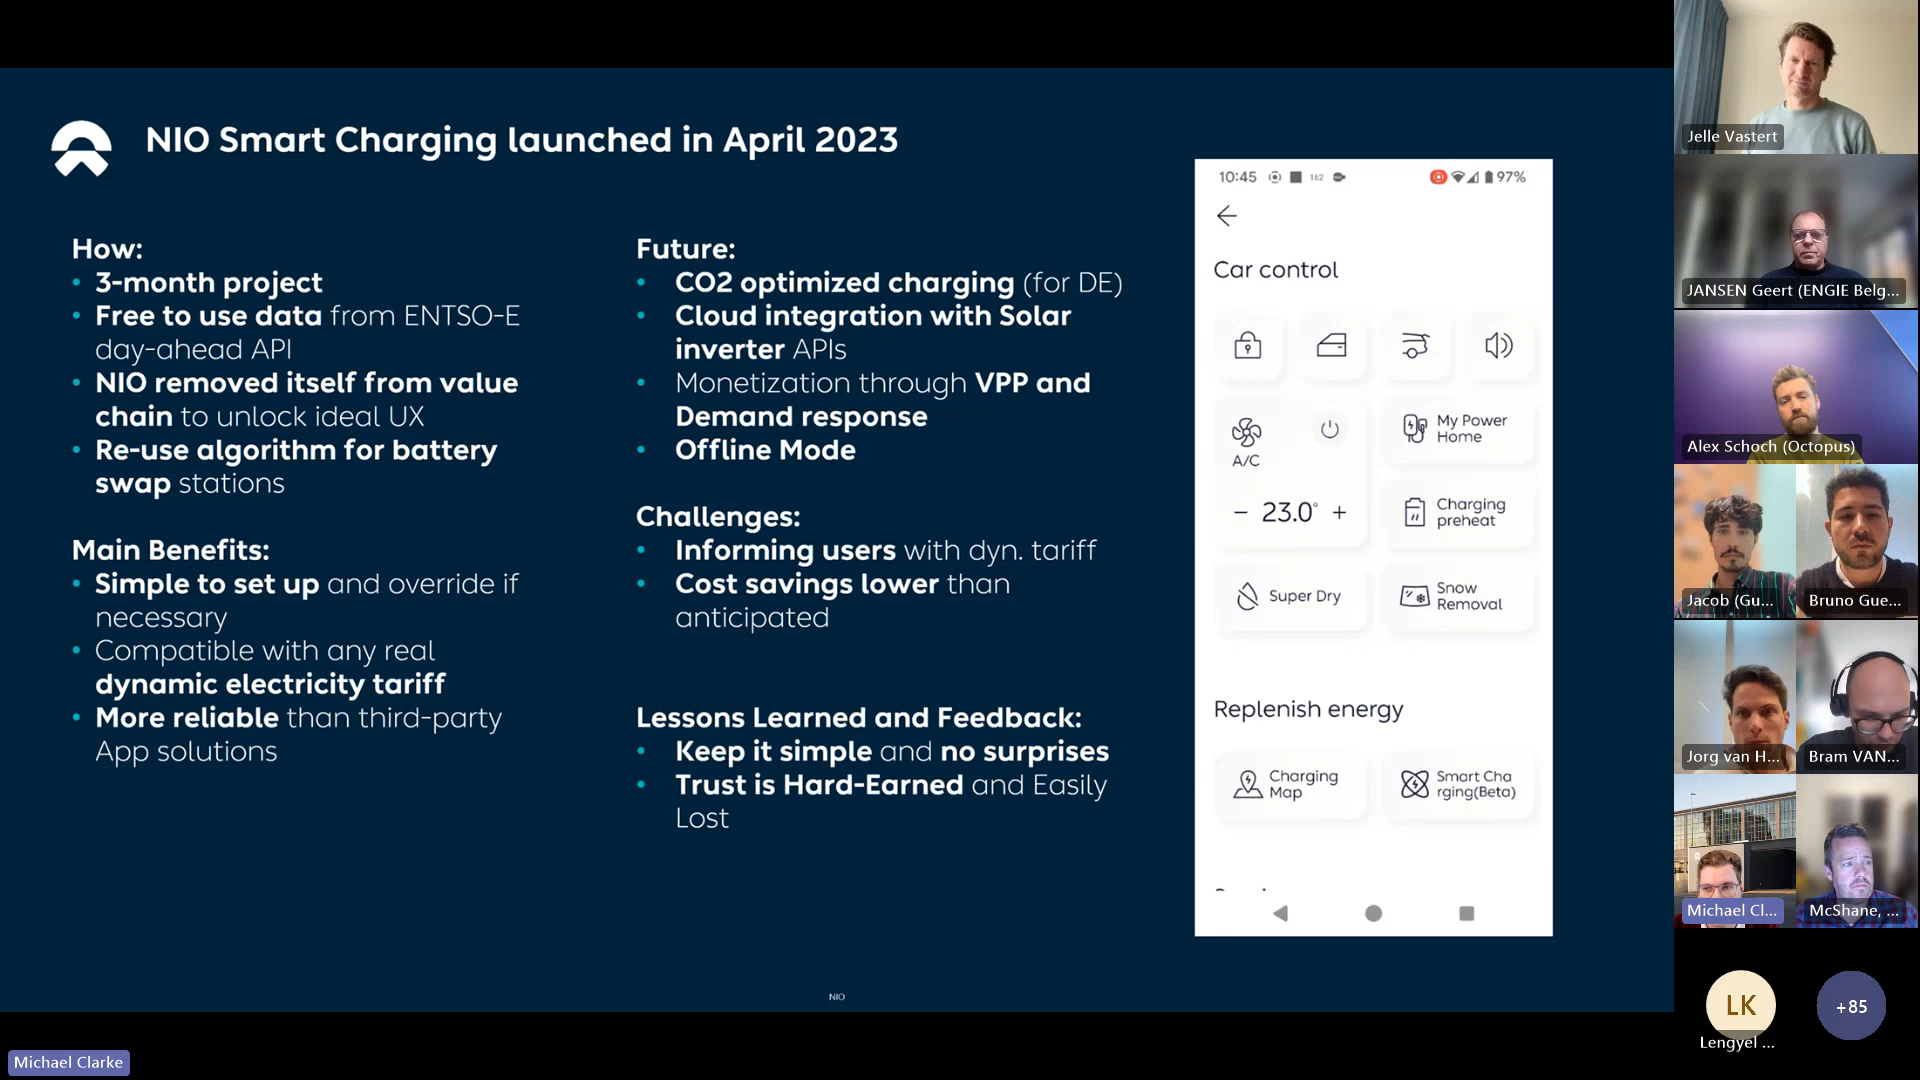 NIO Smart Charging launched in April 2023
How:
• 3-month project
• Free to use data from ENTSO-E
day-ahead API
• NIO removed itself from value
chain to unlock ideal UX
• Re-use algorithm for battery
swap stations
Main Benefits:
• Simple to set up and override if
necessary
• Compatible with any real
dynamic electricity tariff
• More reliable than third-party
App solutions
Future:
• CO2 optimized charging (for DE)
• Cloud integration with Solar
inverter APIs
• Monetization through VPP and
Demand response
• Offline Mode
Challenges:
• Informing users with dyn. tariff
• Cost savings lower than
anticipated
Lessons Learned and Feedback:
• Keep it simple and no surprises
• Trust is Hard-Earned and Easily
Lost
10:45 162 97%
Car control
A/C
My Power
Home
− 23.0° +
Charging
preheat
Super Dry
Snow
Removal
Replenish energy
Charging
Map
Smart Cha
rging(Beta)
NIO
Michael Clarke
Jelle Vastert
JANSEN Geert (ENGIE Belg...
Alex Schoch (Octopus)
Jacob (Gu...
Bruno Gue...
Jorg van H...
Bram VAN...
Michael Cl...
McShane, ...
LK
+85
Lengyel ...